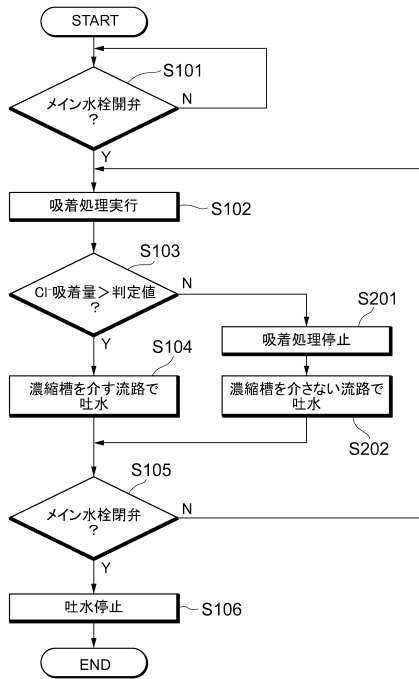 START
S101
メイン水栓開弁
?
N
Y
吸着処理実行
S102
S103
Cl⁻吸着量>判定値
?
N
Y
S201
吸着処理停止
S104
濃縮槽を介す流路で
吐水
濃縮槽を介さない流路で
吐水
S202
S105
メイン水栓閉弁
?
N
Y
吐水停止
S106
END